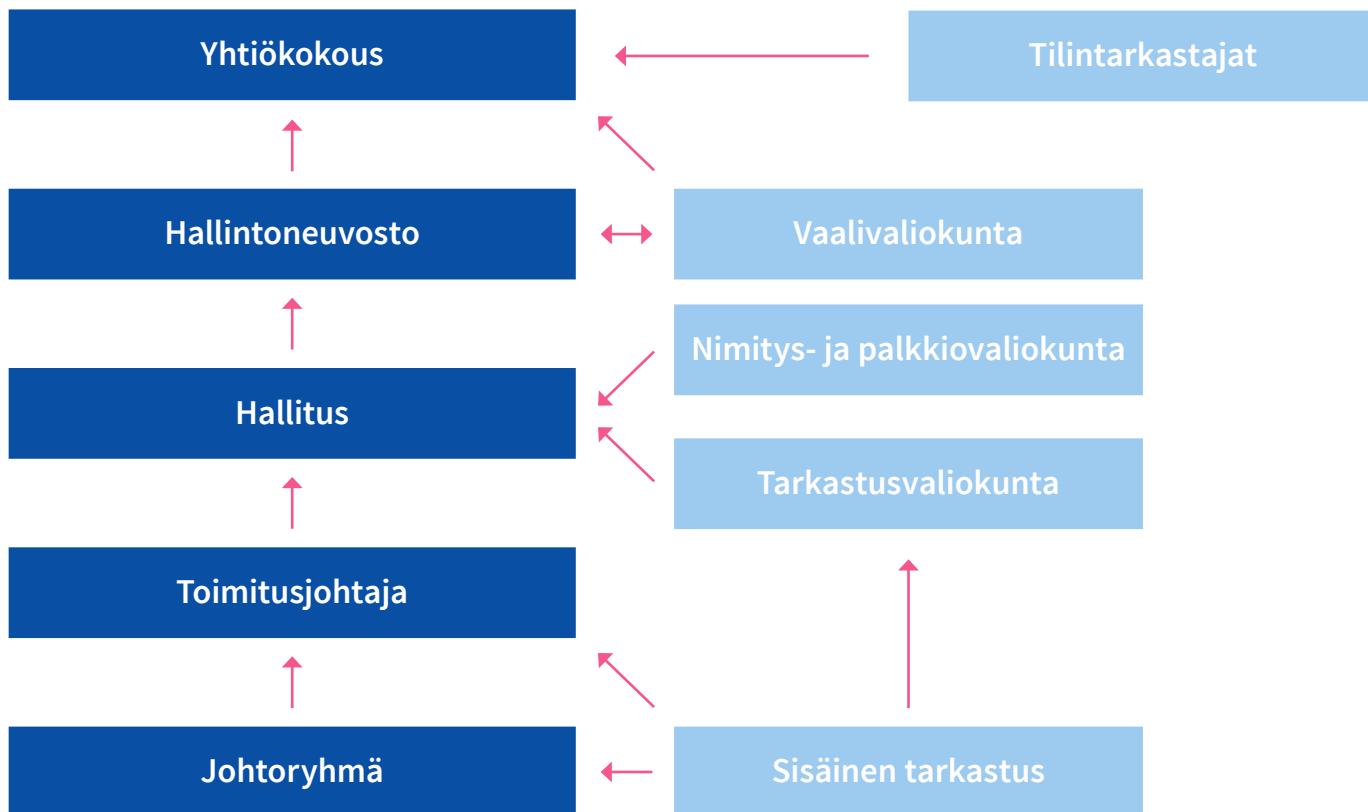 Yhtiökokous
Tilintarkastajat
Hallintoneuvosto
Vaalivaliokunta
Nimitys- ja palkkiovaliokunta
Hallitus
Tarkastusvaliokunta
Toimitusjohtaja
Johtoryhmä
Sisäinen tarkastus